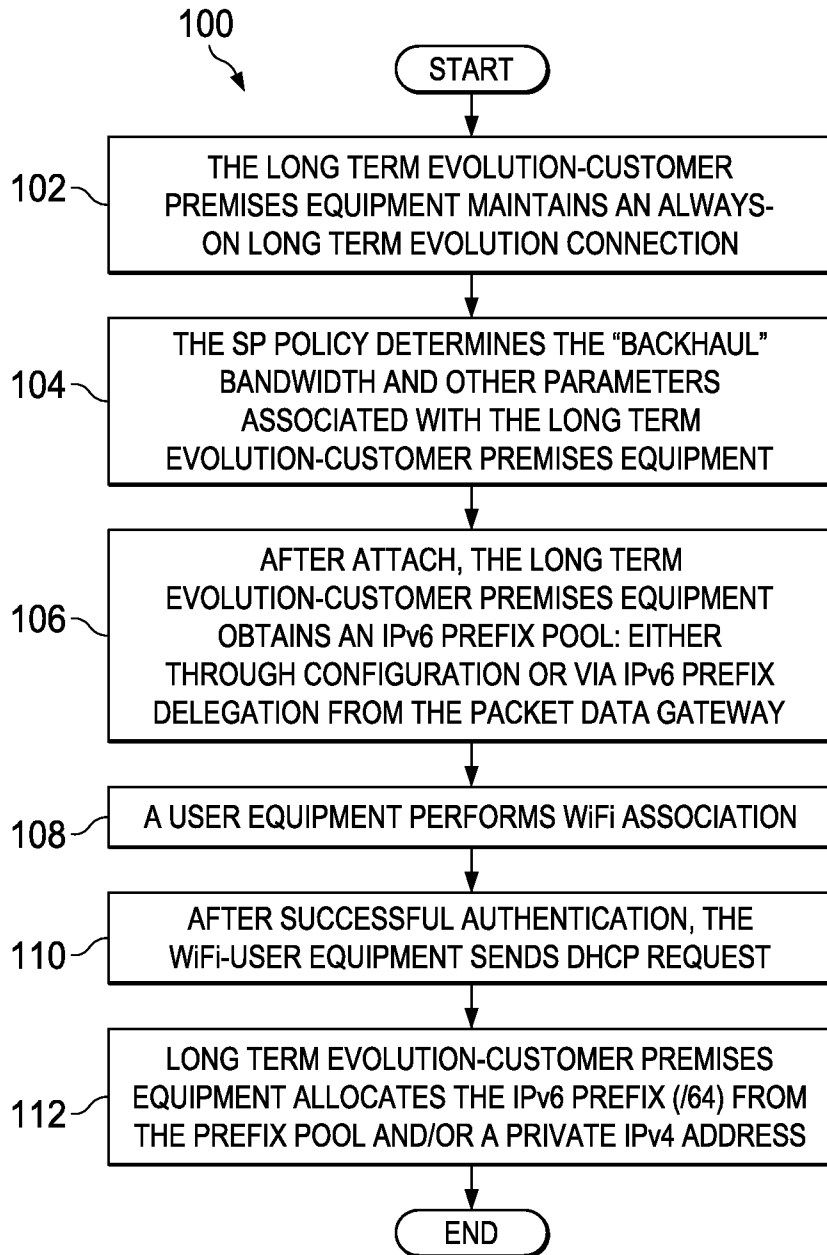 100
START
102
THE LONG TERM EVOLUTION-CUSTOMER
PREMISES EQUIPMENT MAINTAINS AN ALWAYS-
ON LONG TERM EVOLUTION CONNECTION
104
THE SP POLICY DETERMINES THE “BACKHAUL”
BANDWIDTH AND OTHER PARAMETERS
ASSOCIATED WITH THE LONG TERM
EVOLUTION-CUSTOMER PREMISES EQUIPMENT
106
AFTER ATTACH, THE LONG TERM
EVOLUTION-CUSTOMER PREMISES EQUIPMENT
OBTAINS AN IPv6 PREFIX POOL: EITHER
THROUGH CONFIGURATION OR VIA IPv6 PREFIX
DELEGATION FROM THE PACKET DATA GATEWAY
108
A USER EQUIPMENT PERFORMS WiFi ASSOCIATION
110
AFTER SUCCESSFUL AUTHENTICATION, THE
WiFi-USER EQUIPMENT SENDS DHCP REQUEST
112
LONG TERM EVOLUTION-CUSTOMER PREMISES
EQUIPMENT ALLOCATES THE IPv6 PREFIX (/64) FROM
THE PREFIX POOL AND/OR A PRIVATE IPv4 ADDRESS
END